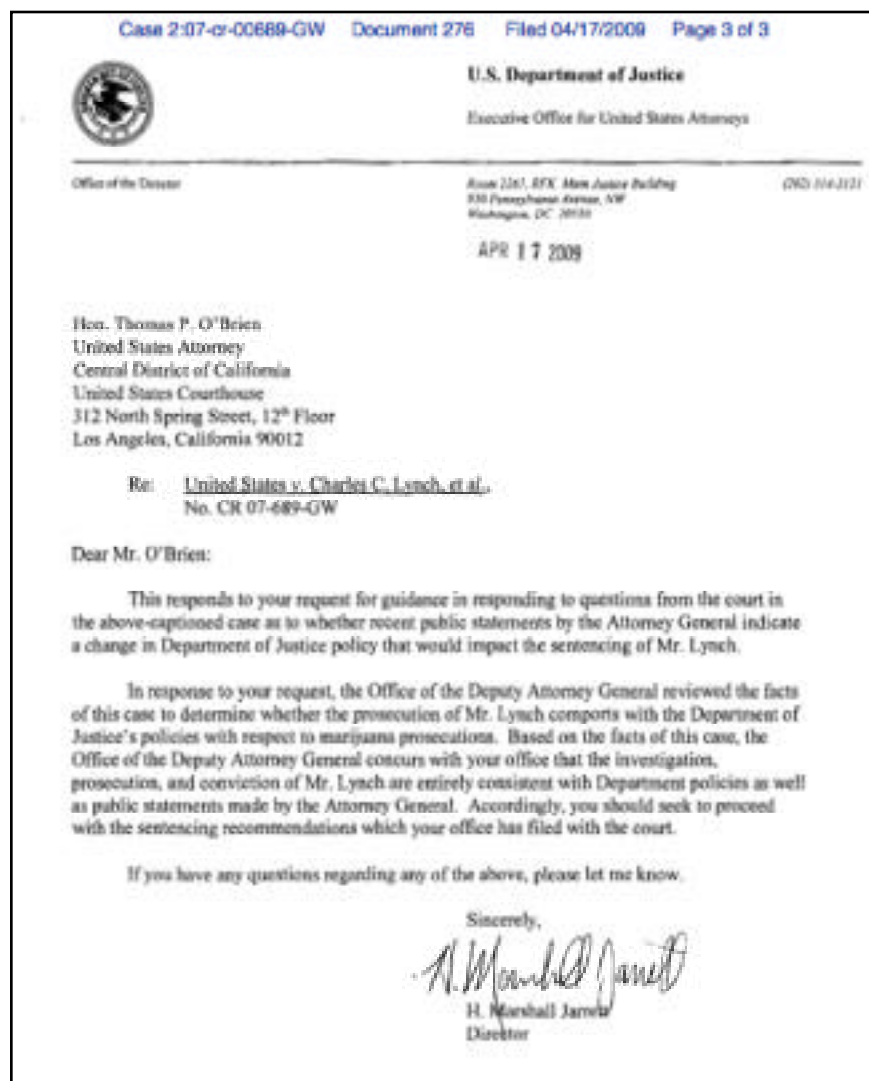 Case 2:07-cr-00689-GW Document 276 Filed 04/17/2009 Page 3 of 3
U.S. Department of Justice
Executive Office for United States Attorneys
Office of the Director
Room 2261, RFK Main Justice Building
950 Pennsylvania Avenue, NW
Washington, DC
APR 17 2009
Hon. Thomas P. O'Brien
United States Attorney
Central District of California
United States Courthouse
312 North Spring Street, 12th Floor
Los Angeles, California 90012
Re: United States v. Charles C. Lynch, et al.,
No. CR 07-689-GW
Dear Mr. O'Brien:
This responds to your request for guidance in responding to questions from the court in
the above-captioned case as to whether recent public statements by the Attorney General indicate
a change in Department of Justice policy that would impact the sentencing of Mr. Lynch.
In response to your request, the Office of the Deputy Attorney General reviewed the facts
of this case to determine whether the prosecution of Mr. Lynch comports with the Department of
Justice's policies with respect to marijuana prosecutions. Based on the facts of this case, the
Office of the Deputy Attorney General concurs with your office that the investigation,
prosecution, and conviction of Mr. Lynch are entirely consistent with Department policies as well
as public statements made by the Attorney General. Accordingly, you should seek to proceed
with the sentencing recommendations which your office has filed with the court.
If you have any questions regarding any of the above, please let me know.
Sincerely,
H. Marshall Jarrett
H. Marshall Jarrett
Director